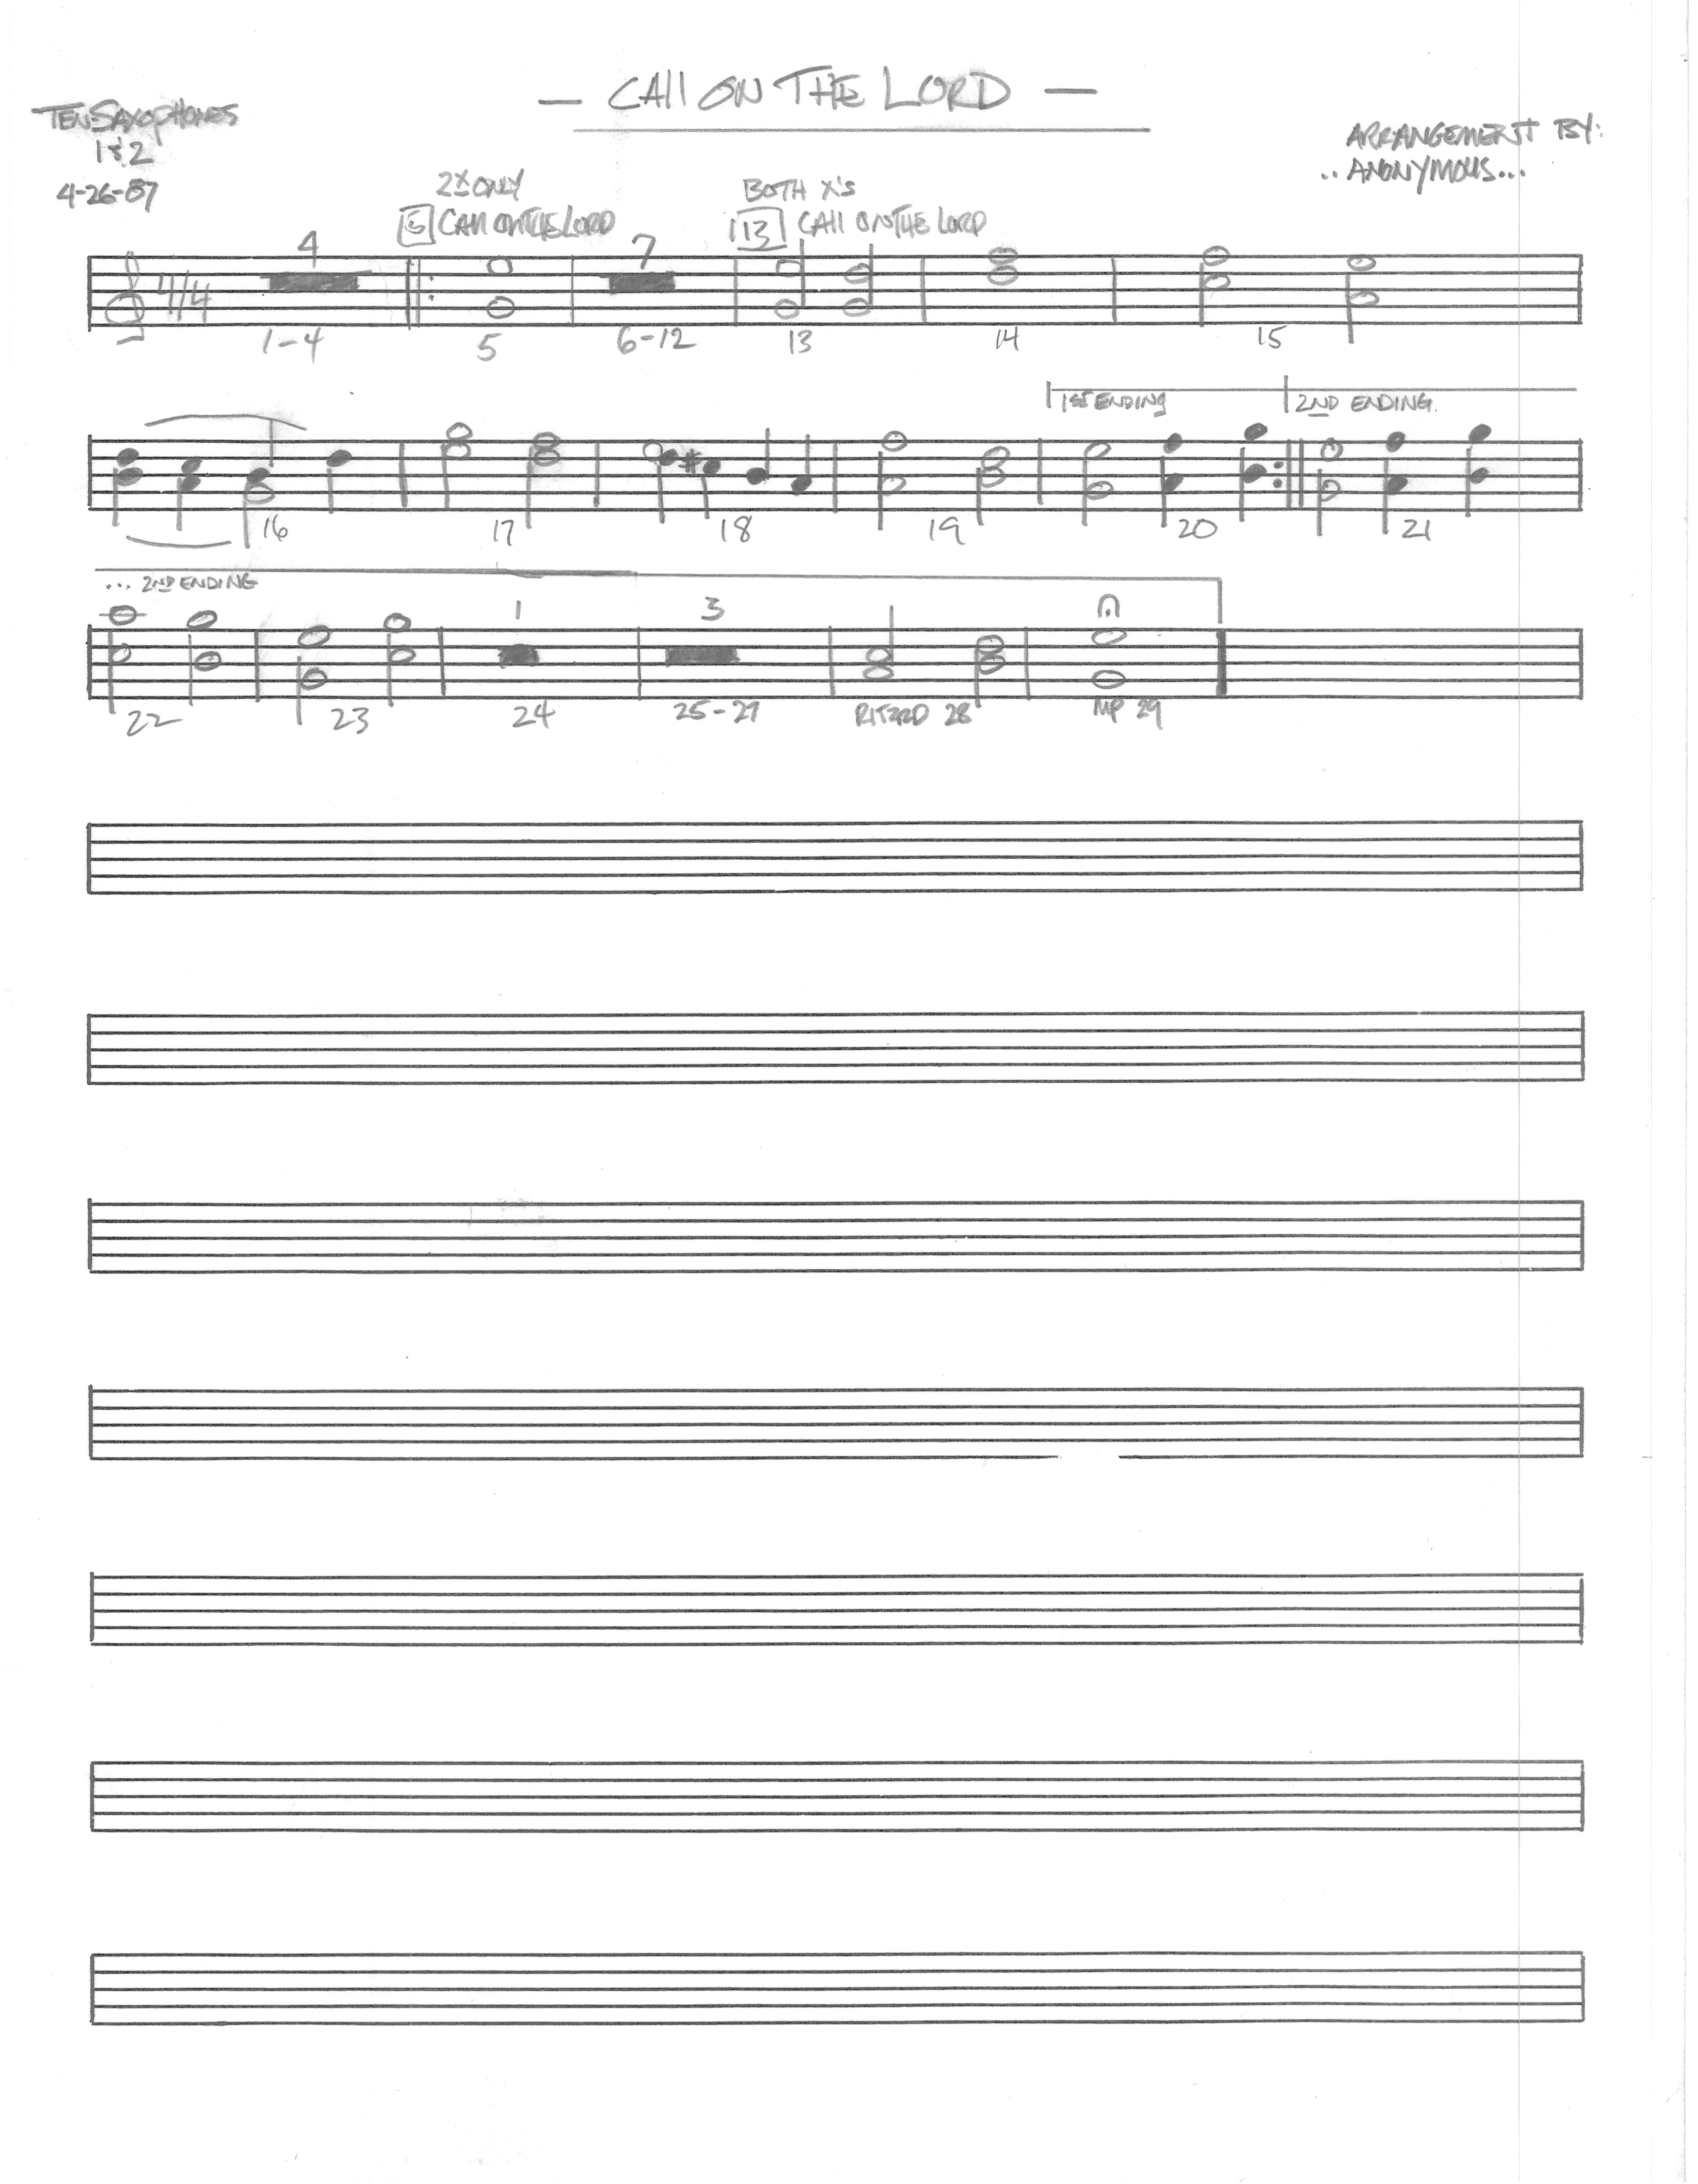 — CAll ON THE LORD —
TEN SAXOPHONES
1 & 2
4-26-87
ARRANGEMENT BY:
.. ANONYMOUS...
2X ONLY
BOTH X'S
5 CAll ON THE LORD
13 CAll ON THE LORD
4 7
4/4
1-4 5 6-12 13 14 15
1ST ENDING 2ND ENDING.
16 17 18 19 20 21
... 2ND ENDING
1 3
22 23 24 25-27 RITARD 28 MP 29